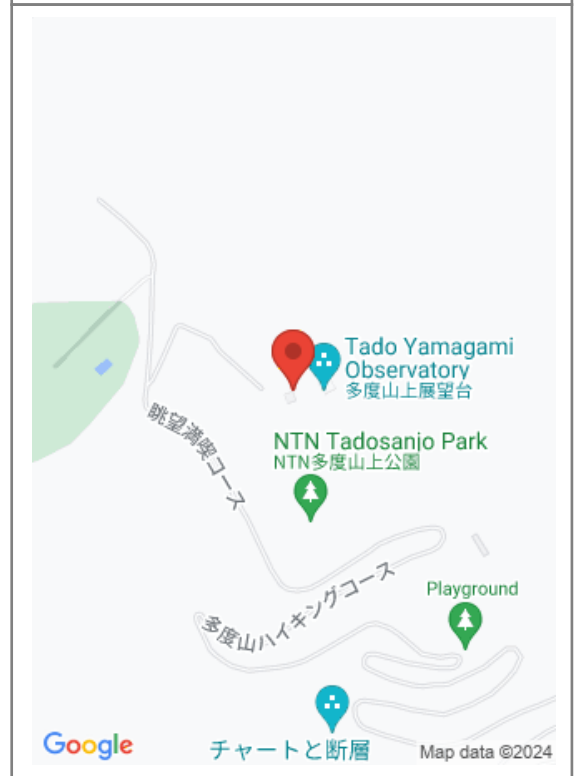 Tado Yamagami
Observatory
多度山上展望台
眺望満喫コース
NTN Tadosanjo Park
NTN多度山上公園
多度山ハイキングコース
Playground
チャートと断層
Google
Map data ©2024